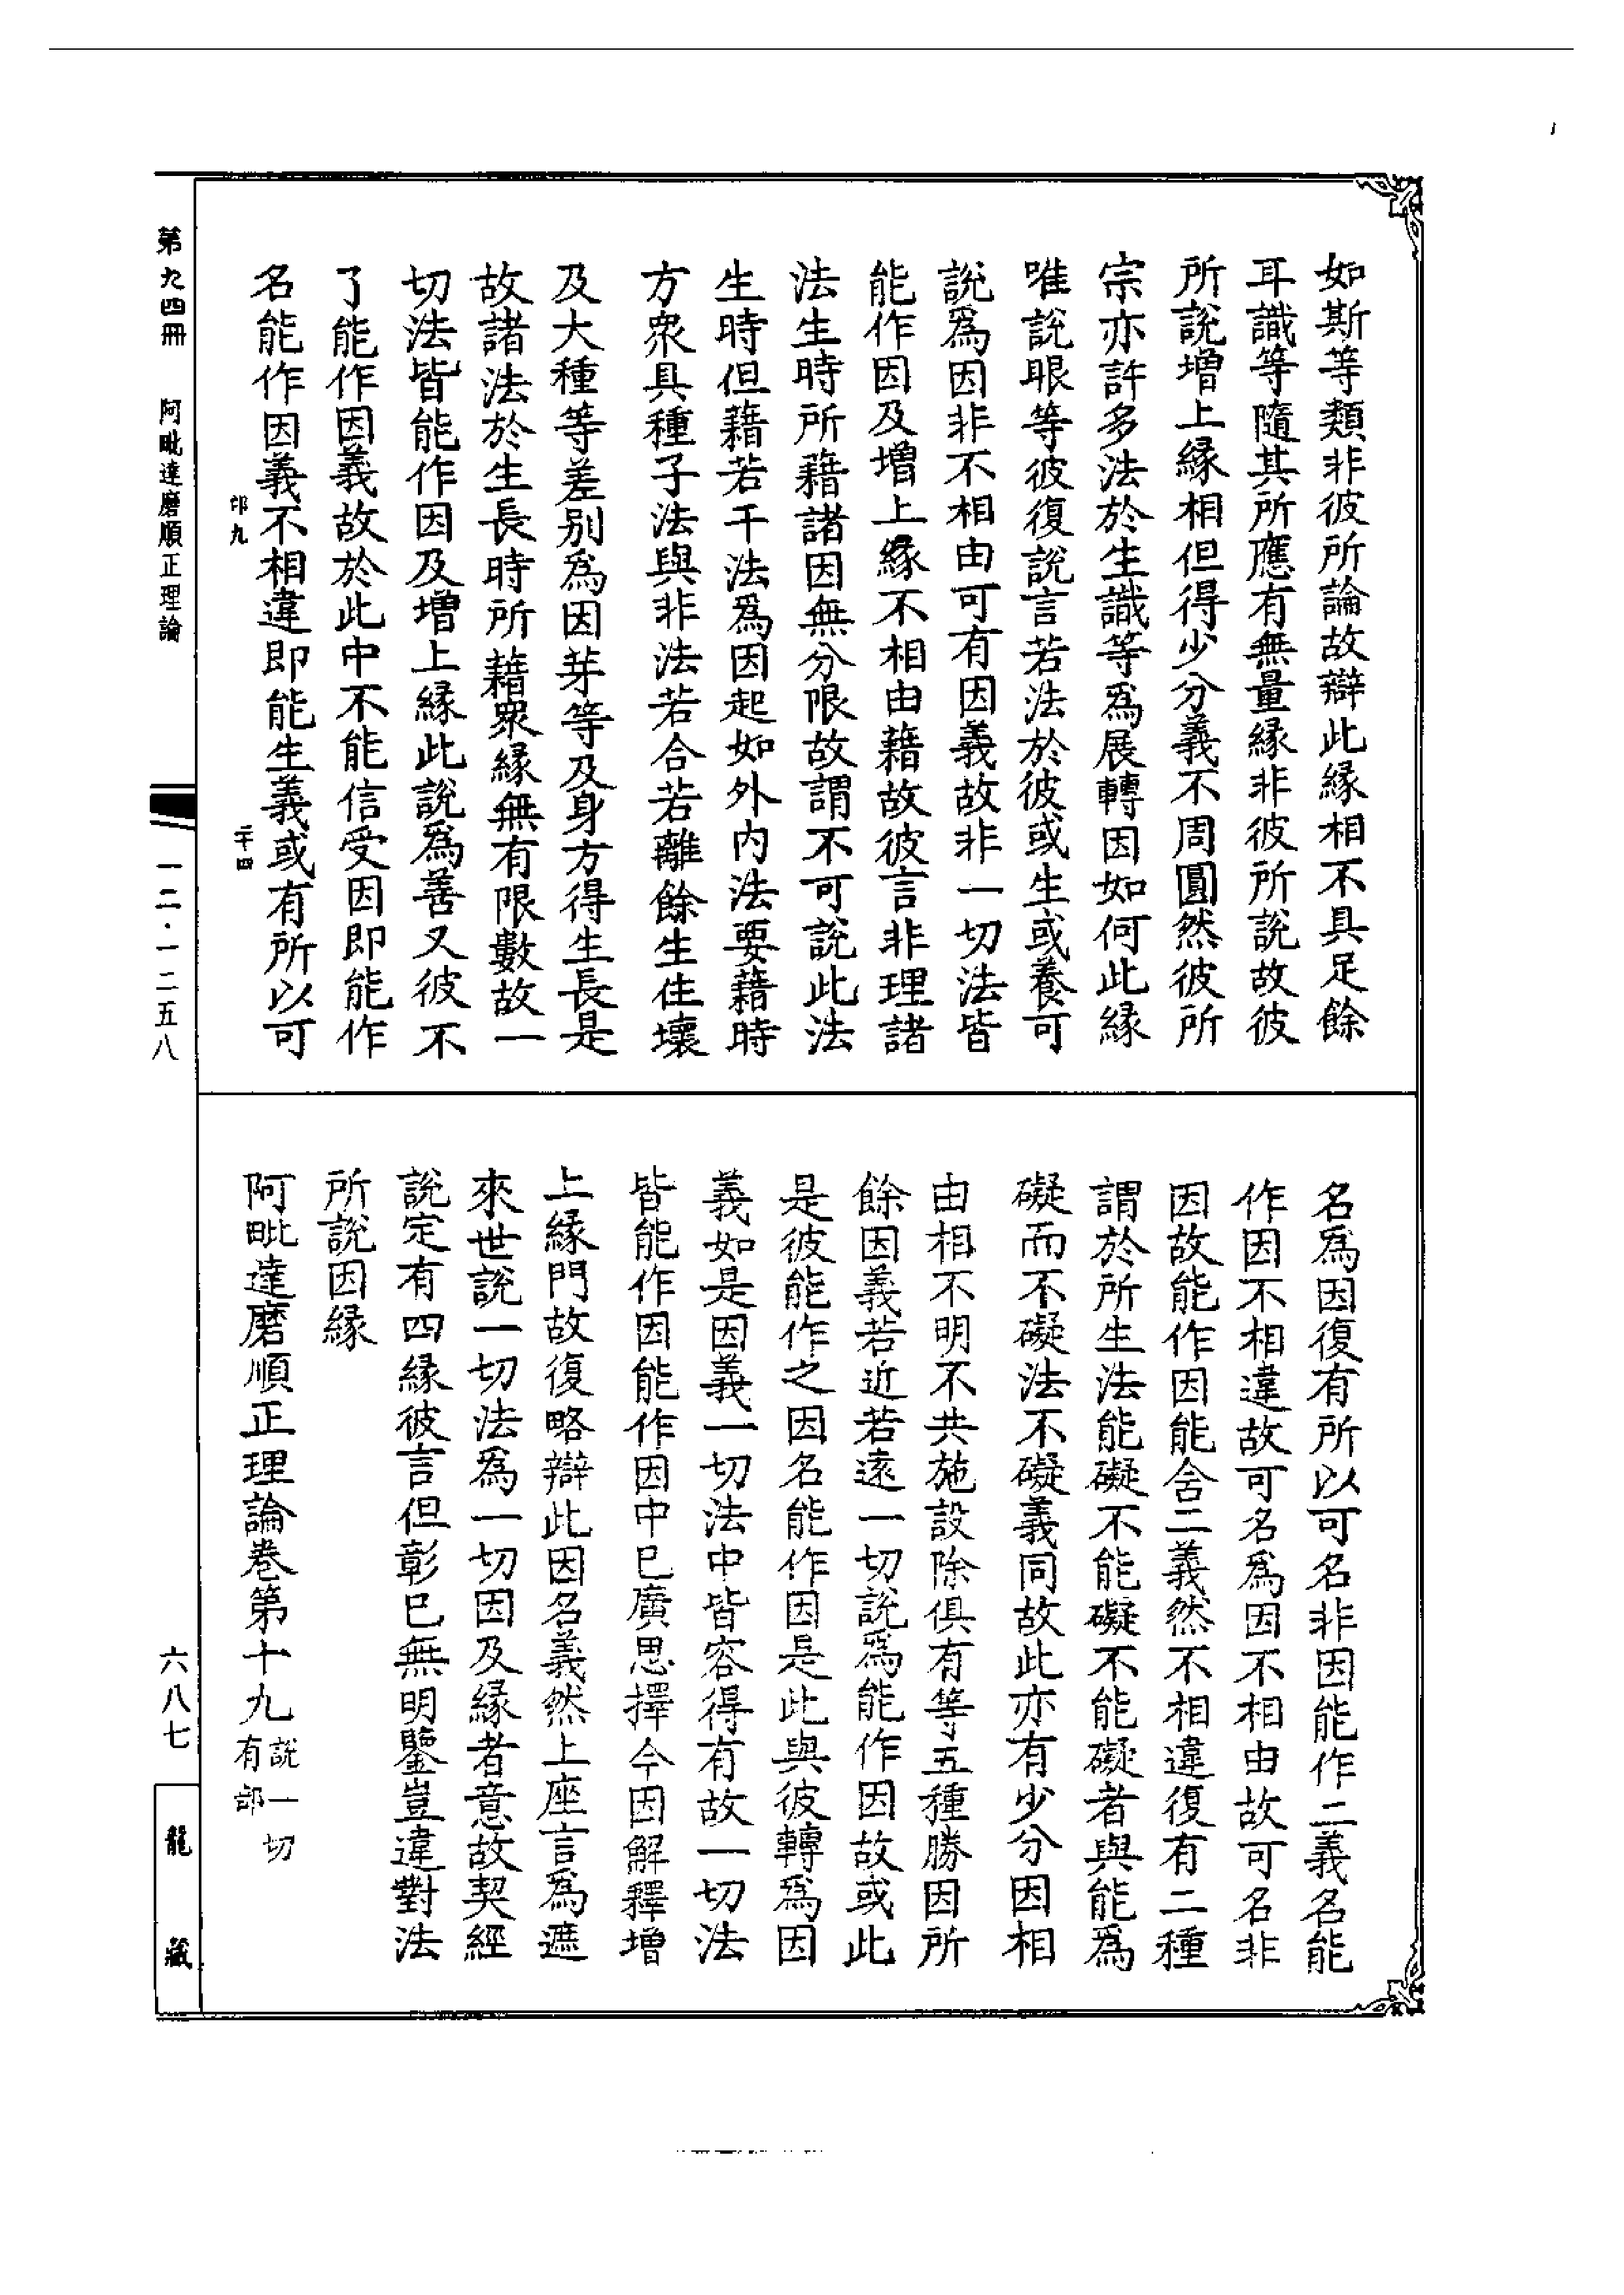 如斯等類非彼所論故辯此緣相不具足餘
耳識等隨其所應有無量緣非彼所說故彼
所說增上緣相但得少分義不周圓然彼所
宗亦許多法於生識等爲展轉因如何此緣
唯說眼等彼復說言若法於彼或生或養可
說爲因非不相由可有因義故非一切法皆
能作因及增上緣不相由藉故彼言非理諸
法生時所藉諸因無分限故謂不可說此法
生時但藉若干法爲因起如外內法要藉時
方衆具種子法與非法若合若離餘生住壞
及大種等差别爲因芽等及身方得生長是
故諸法於生長時所藉衆緣無有限數故一
切法皆能作因及增上緣此說爲善又彼不
了能作因義故於此中不能信受因即能作
名能作因義不相違即能生義或有所以可
名爲因復有所以可名非因能作二義名能
作因不相違故可名爲因不相由故可名非
因故能作因能含二義然不相違復有二種
謂於所生法能礙不能礙不能礙者與能爲
礙而不礙法不礙義同故此亦有少分因相
由相不明不共施設除俱有等五種勝因所
餘因義若近若遠一切說爲能作因故或此
是彼能作之因名能作因是此與彼轉爲因
義如是因義一切法中皆容得有故一切法
皆能作因能作因中已廣思擇今因解釋增
上緣門故復略辯此因名義然上座言爲遮
來世說一切法爲一切因及緣者意故契經
說定有四緣彼言但彰已無明鑒豈違對法
所說因緣
阿毗達磨順正理論卷第十九 說一切
有部
第九四冊 阿毗達磨順正理論
一二·一二五八
六八七
龍藏
二十四